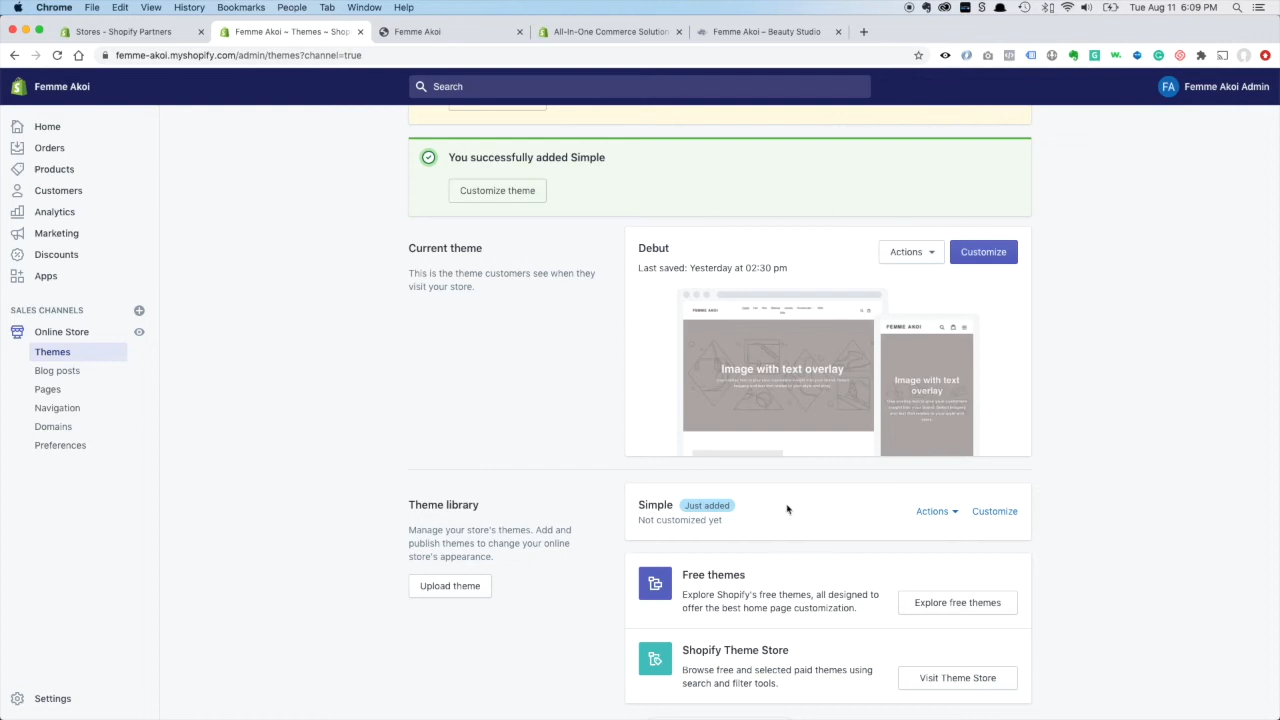 Chrome File Edit View History Bookmarks People Tab Window Help Tue Aug 11 6:09 PM
Stores - Shopify Partners
Femme Akoi ~ Themes ~ Shop
Femme Akoi
All-In-One Commerce Solution
Femme Akoi – Beauty Studio
femme-akoi.myshopify.com/admin/themes?channel=true
Femme Akoi
Search
FA Femme Akoi Admin
Home
Orders
Products
Customers
Analytics
Marketing
Discounts
Apps
SALES CHANNELS
Online Store
Themes
Blog posts
Pages
Navigation
Domains
Preferences
Settings
You successfully added Simple
Customize theme
Current theme
This is the theme customers see when they
visit your store.
Debut
Last saved: Yesterday at 02:30 pm
Actions
Customize
FEMME AKOI
Image with text overlay
FEMME AKOI
Image with text
overlay
Theme library
Manage your store's themes. Add and
publish themes to change your online
store's appearance.
Upload theme
Simple Just added
Not customized yet
Actions
Customize
Free themes
Explore Shopify's free themes, all designed to
offer the best home page customization.
Explore free themes
Shopify Theme Store
Browse free and selected paid themes using
search and filter tools.
Visit Theme Store